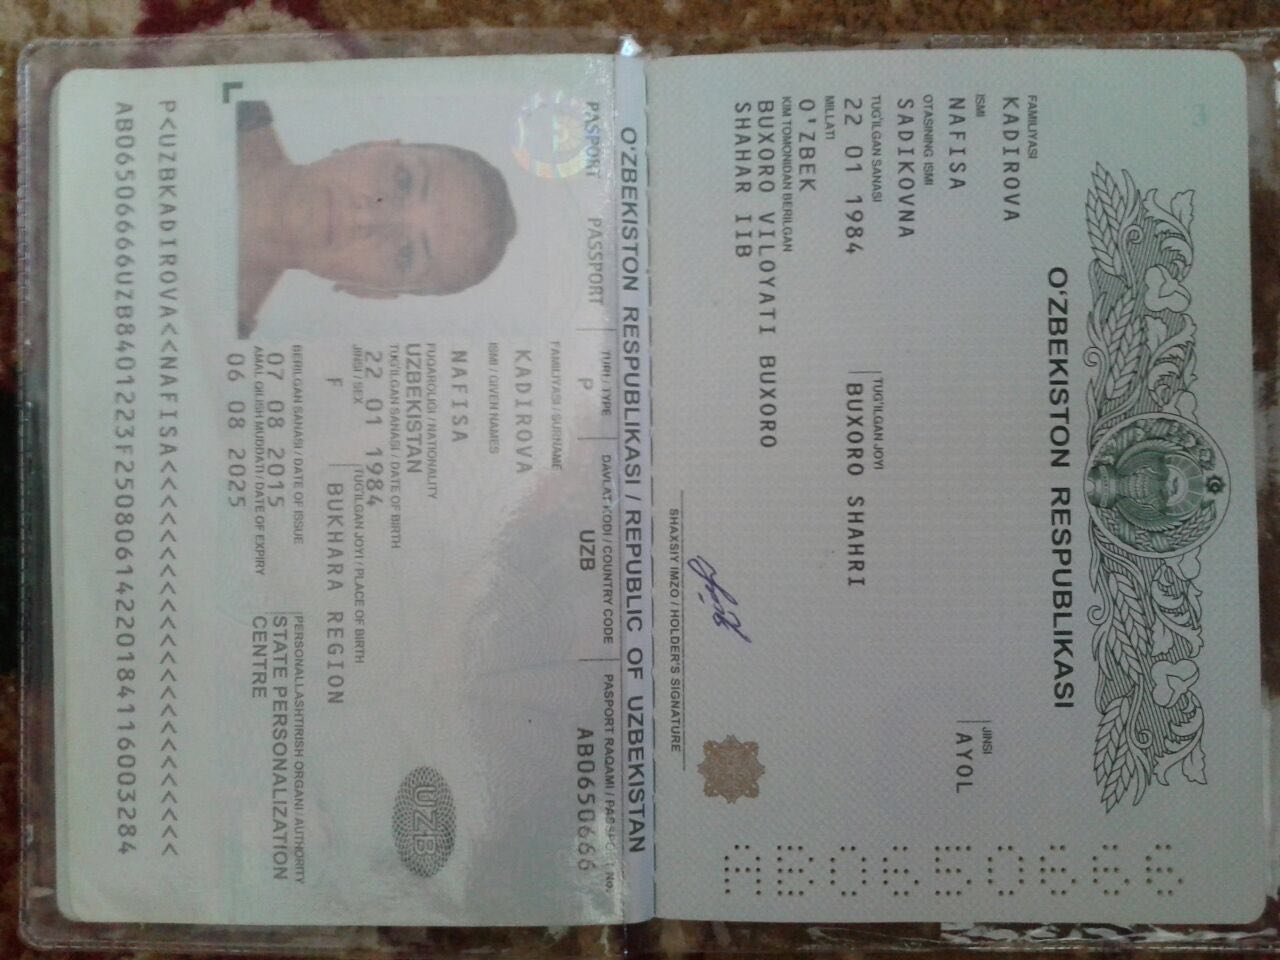 3
O'ZBEKISTON RESPUBLIKASI
FAMILIYASI
KADIROVA
ISMI
NAFISA
JINSI
AYOL
OTASINING ISMI
SADIKOVNA
TUG'ILGAN SANASI
22 01 1984
TUG'ILGAN JOYI
BUXORO SHAHRI
MILLATI
O'ZBEK
KIM TOMONIDAN BERILGAN
BUXORO VILOYATI BUXORO
SHAHAR IIB
SHAXSIY IMZO / HOLDER'S SIGNATURE
AB0650666
O'ZBEKISTON RESPUBLIKASI / REPUBLIC OF UZBEKISTAN
PASPORT PASSPORT
TURI / TYPE
P
DAVLAT KODI / COUNTRY CODE
UZB
PASPORT RAQAMI / PASSPORT No.
AB0650666
FAMILIYASI / SURNAME
KADIROVA
ISMI / GIVEN NAMES
NAFISA
FUQAROLIGI / NATIONALITY
UZBEKISTAN
TUG'ILGAN SANASI / DATE OF BIRTH
22 01 1984
JINSI / SEX
F
TUG'ILGAN JOYI / PLACE OF BIRTH
BUKHARA REGION
BERILGAN SANASI / DATE OF ISSUE
07 08 2015
AMAL QILISH MUDDATI / DATE OF EXPIRY
06 08 2025
PERSONALLASHTIRISH ORGANI / AUTHORITY
STATE PERSONALIZATION
CENTRE
UZB
P<UZBKADIROVA<<NAFISA<<<<<<<<<<<<<<<<<<<<<<<
AB06506666UZB8401223F25080614220184116003284